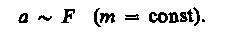 a ~ F (m = const).